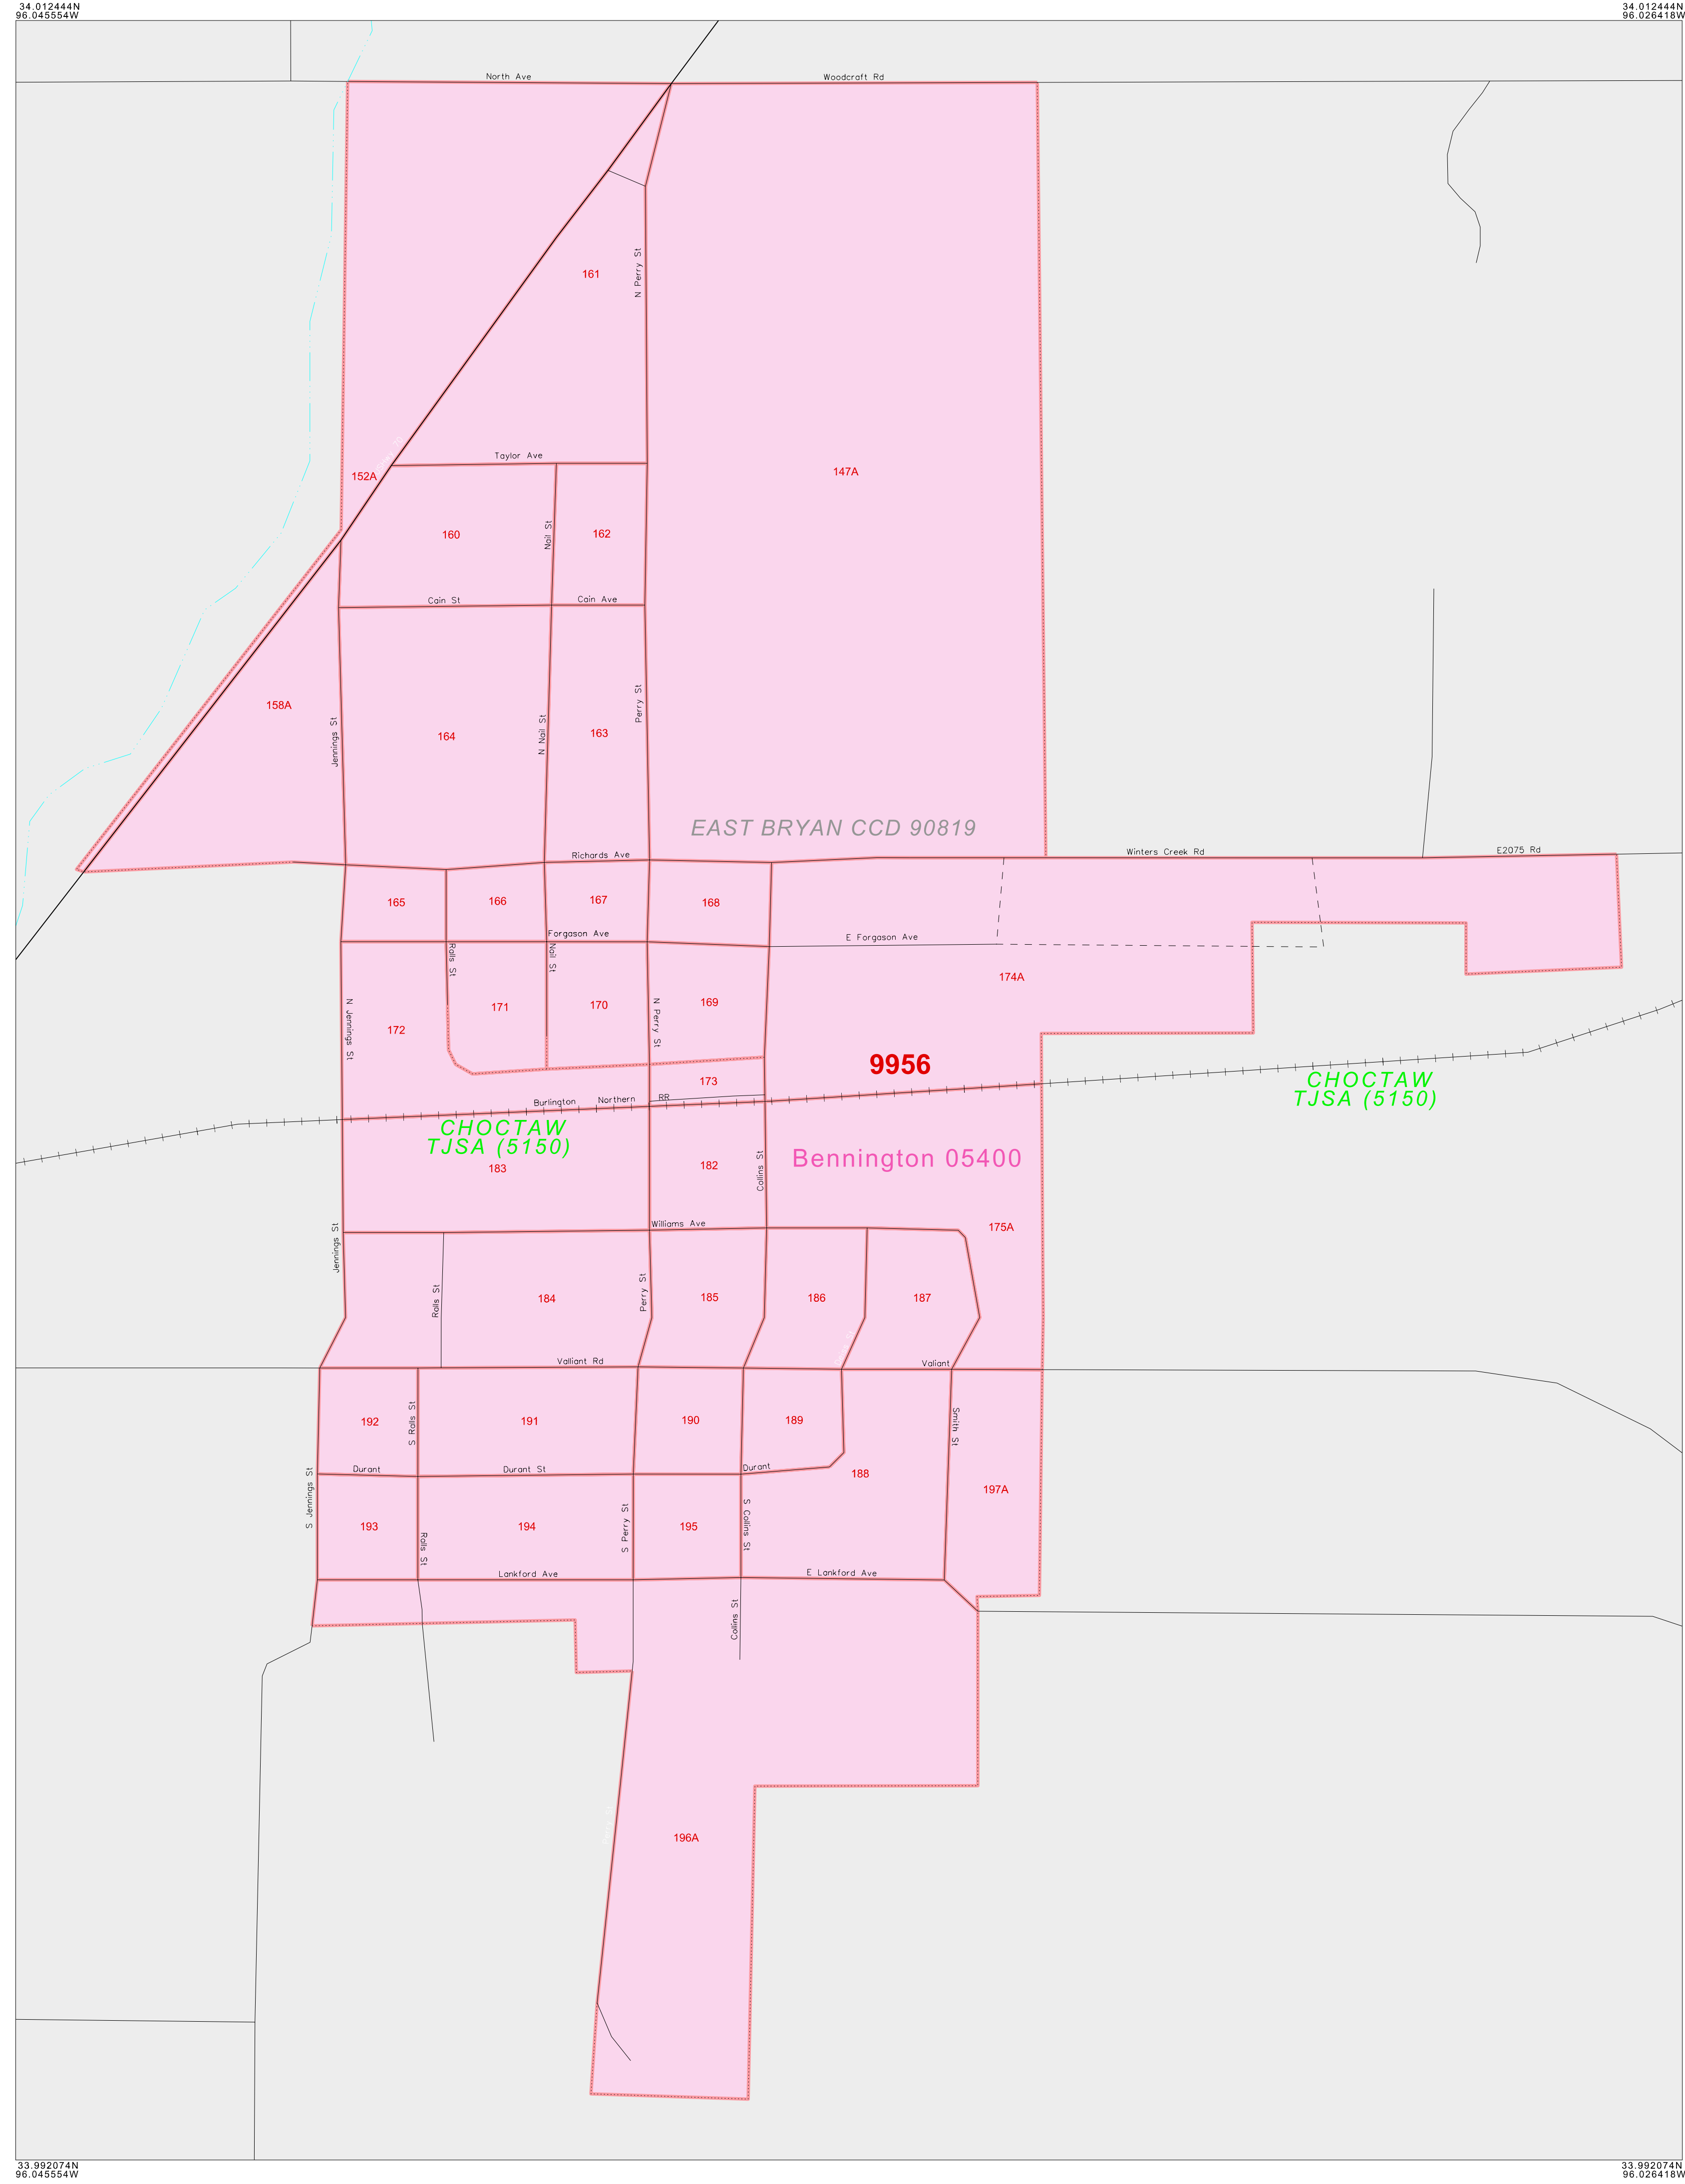 34.012444N
96.045554W
34.012444N
96.026418W
North Ave
Woodcraft Rd
161
N Perry St
Taylor Ave
152A
147A
160
Nail St
162
Cain St
Cain Ave
158A
Jennings St
164
N Nail St
163
Perry St
EAST BRYAN CCD 90819
Richards Ave
Winters Creek Rd
E2075 Rd
165
166
167
168
Forgason Ave
E Forgason Ave
Ralls St
Nail St
174A
N Jennings St
172
171
170
N Perry St
169
9956
173
Burlington Northern RR
CHOCTAW
TJSA (5150)
CHOCTAW
TJSA (5150)
183
182
Collins St
Bennington 05400
Williams Ave
175A
Jennings St
Ralls St
184
Perry St
185
186
187
Valliant Rd
Valiant
192
S Ralls St
191
190
189
Smith St
Durant
Durant St
Durant
188
S Jennings St
197A
193
Ralls St
194
S Perry St
195
S Collins St
Lankford Ave
E Lankford Ave
Collins St
196A
33.992074N
96.045554W
33.992074N
96.026418W